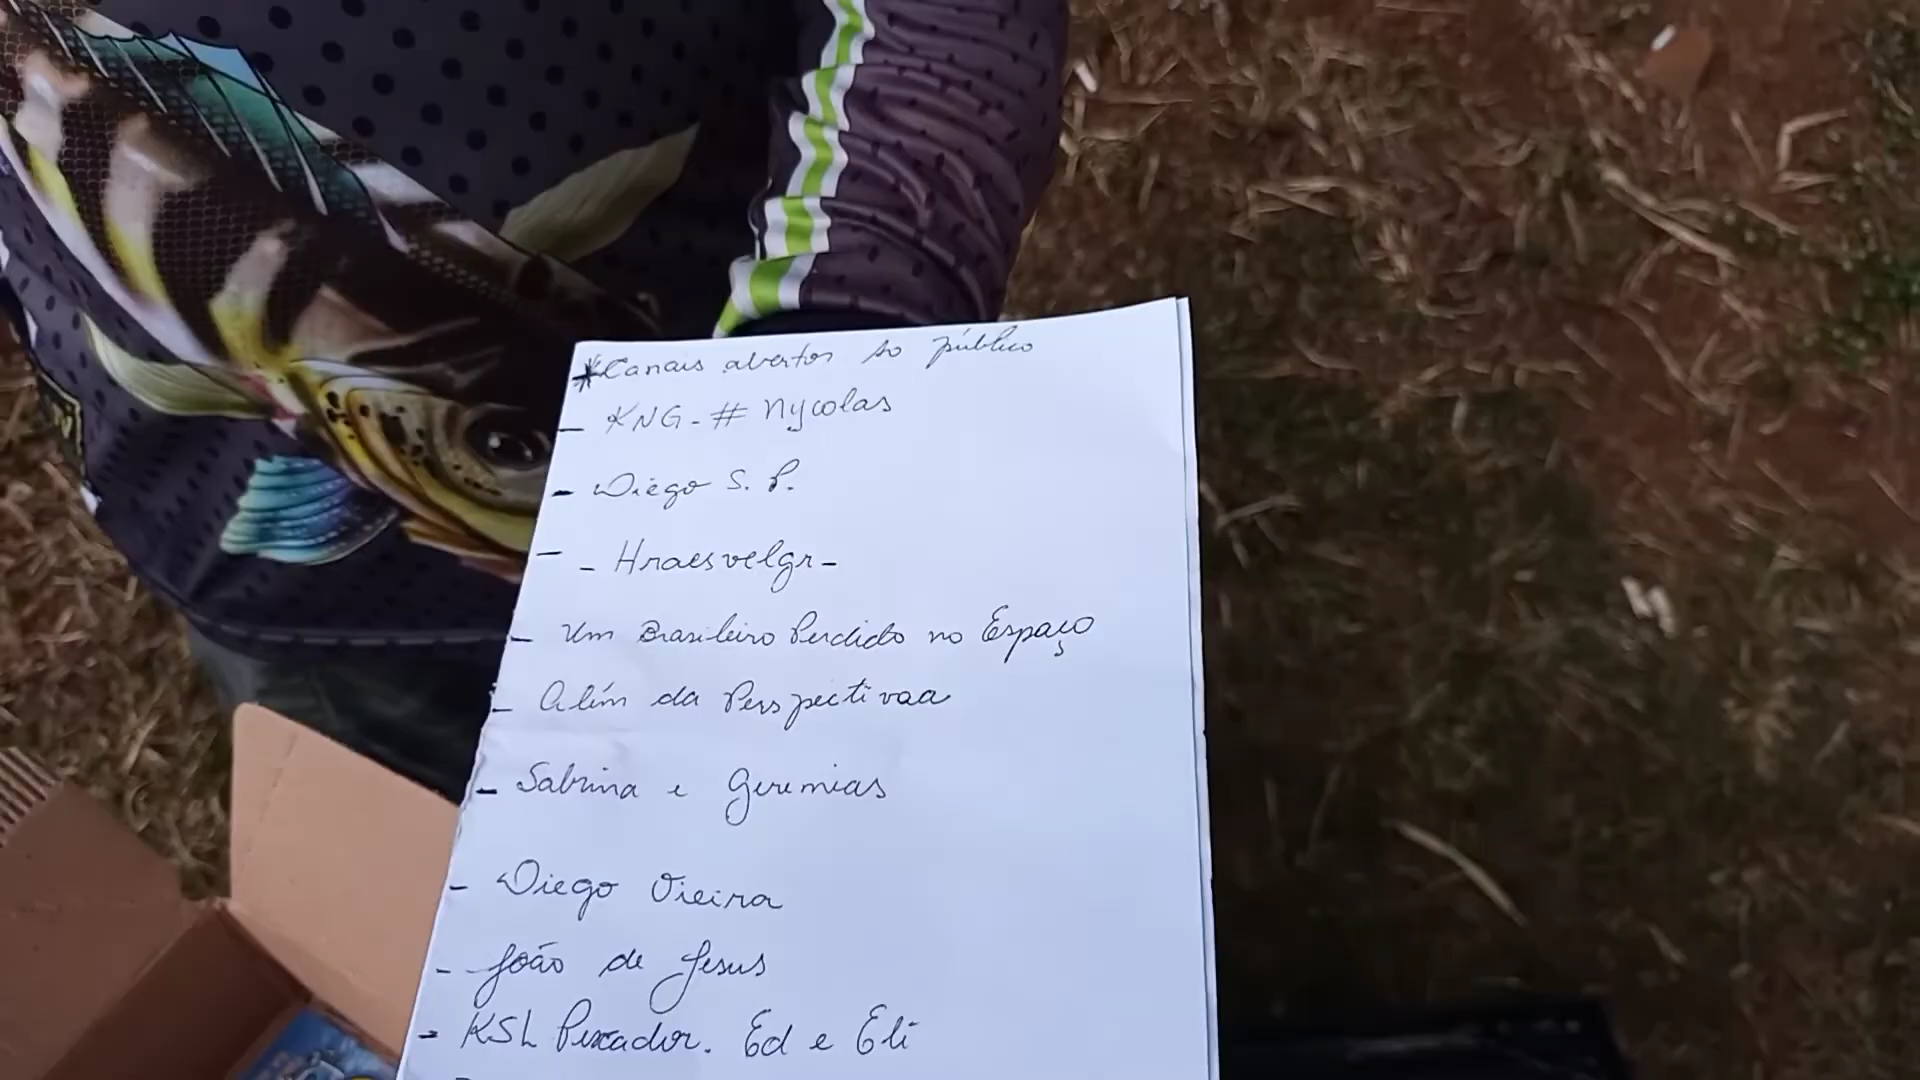 *Canais abertos ao público
- KNG-# Nycolas
- Diego S. P.
- - Hraesvelgr -
- Um Brasileiro Perdido no Espaço
- Além da Perspectivaa
- Sabrina e Geremias
- Diego Vieira
- João de Jesus
- KSL Pescador. Ed e Eli